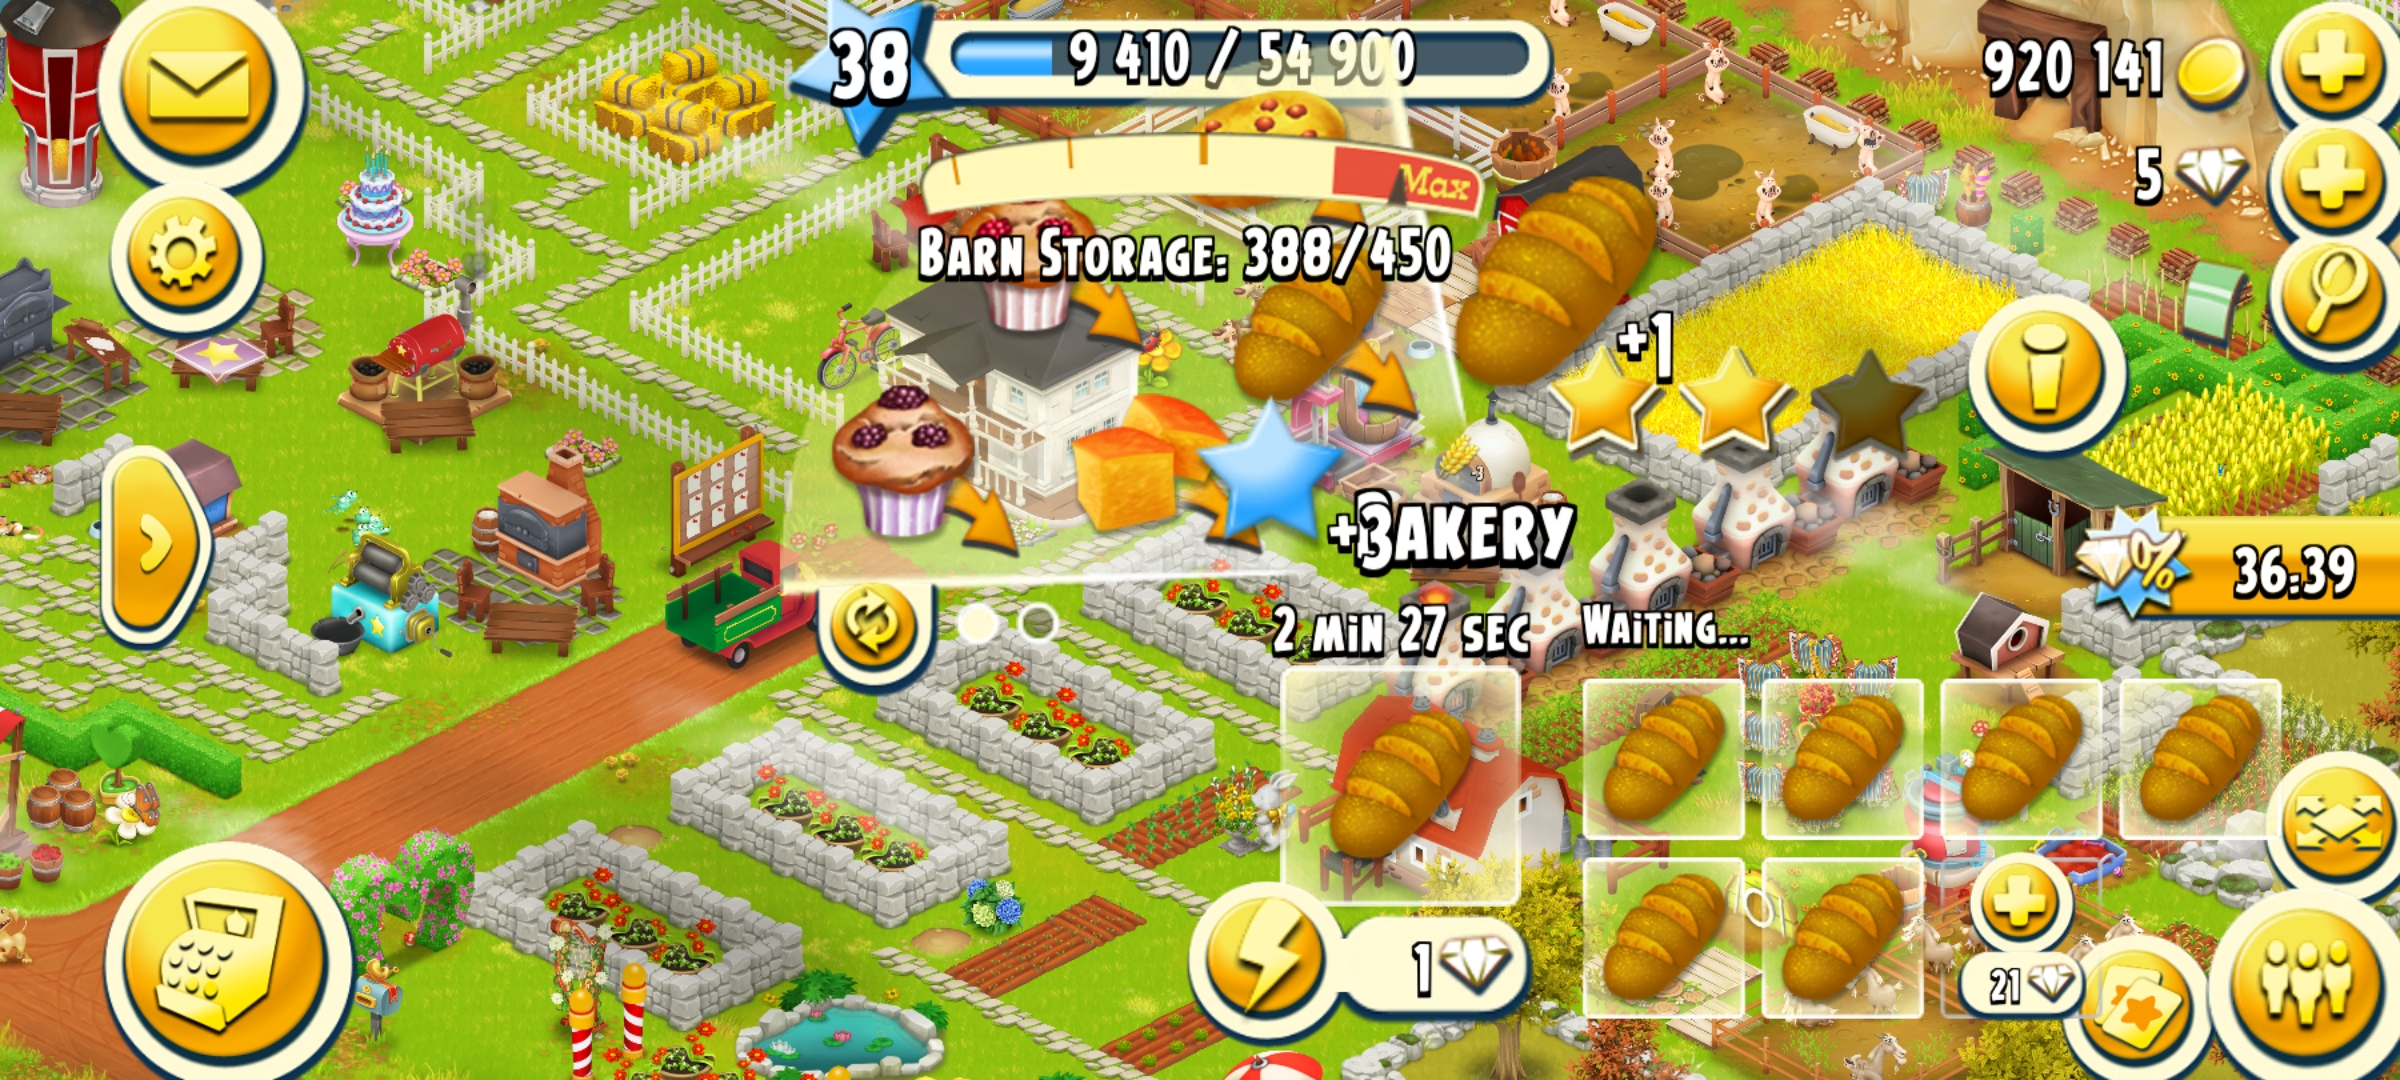 38
9 410 / 54 900
920 141
5
Max
BARN STORAGE: 388/450
+1
-3
+3
BAKERY
36:39
%
2 MIN 27 SEC
WAITING...
1
21